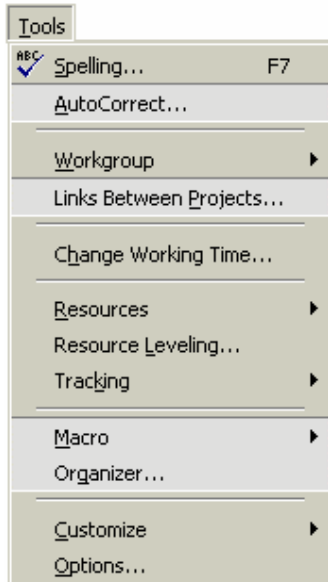 Tools
ABC Spelling... F7
AutoCorrect...
Workgroup
Links Between Projects...
Change Working Time...
Resources
Resource Leveling...
Tracking
Macro
Organizer...
Customize
Options...